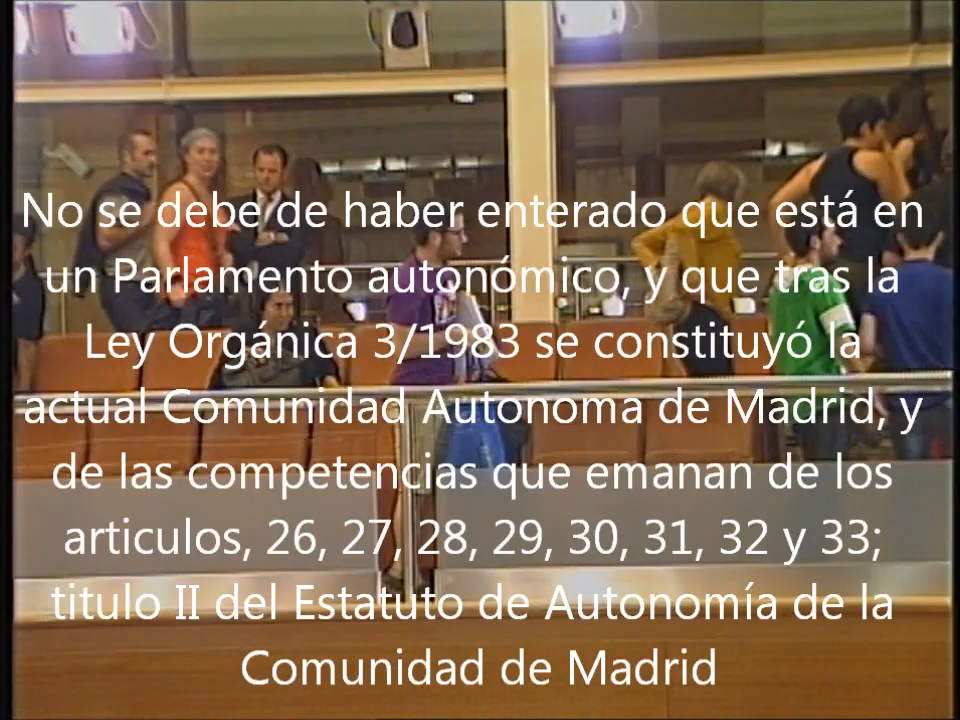 No se debe de haber enterado que está en
un Parlamento autonómico, y que tras la
Ley Orgánica 3/1983 se constituyó la
actual Comunidad Autonoma de Madrid, y
de las competencias que emanan de los
articulos, 26, 27, 28, 29, 30, 31, 32 y 33;
titulo II del Estatuto de Autonomía de la
Comunidad de Madrid